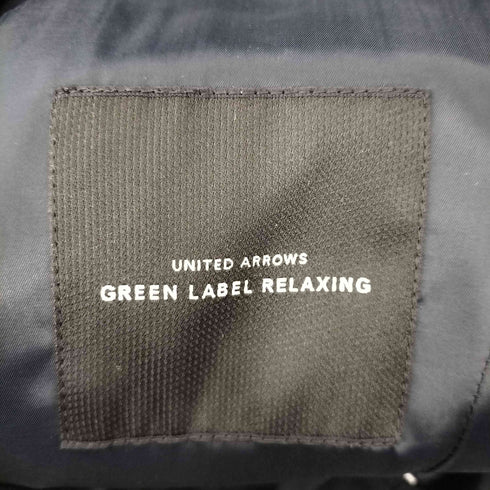 UNITED ARROWS
GREEN LABEL RELAXING